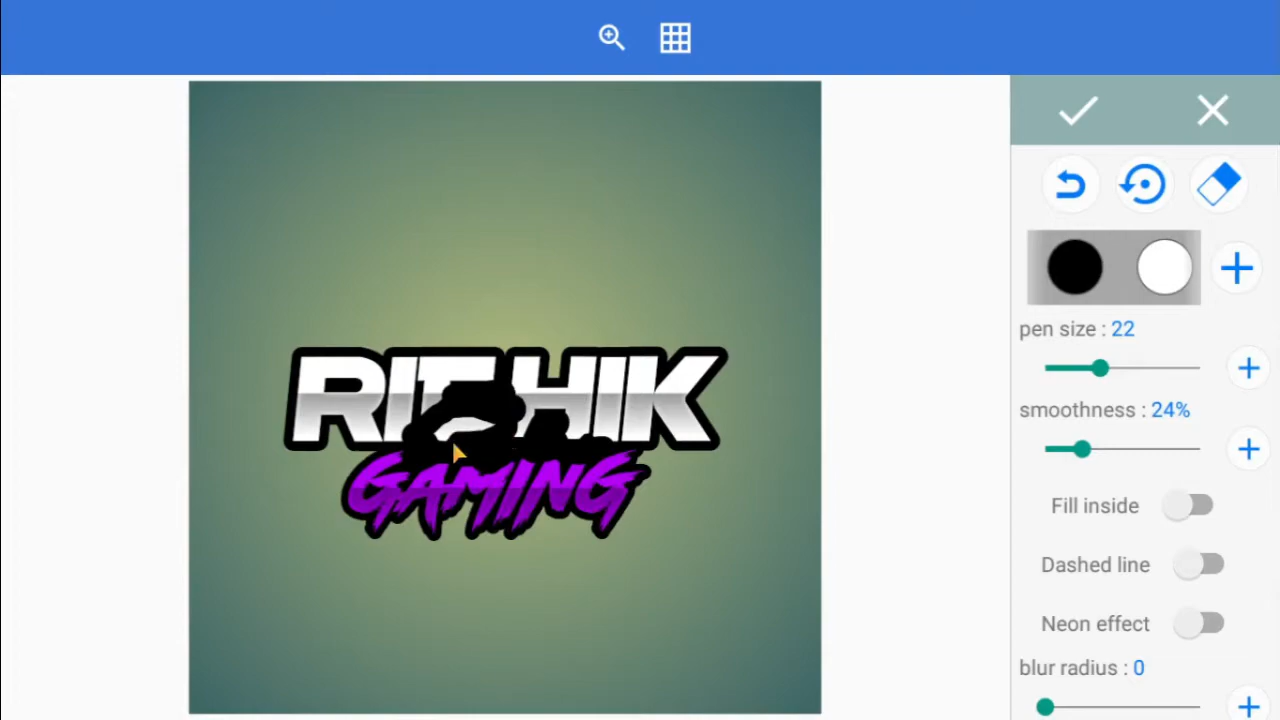 RITHIK
GAMING
pen size : 22
smoothness : 24%
Fill inside
Dashed line
Neon effect
blur radius : 0